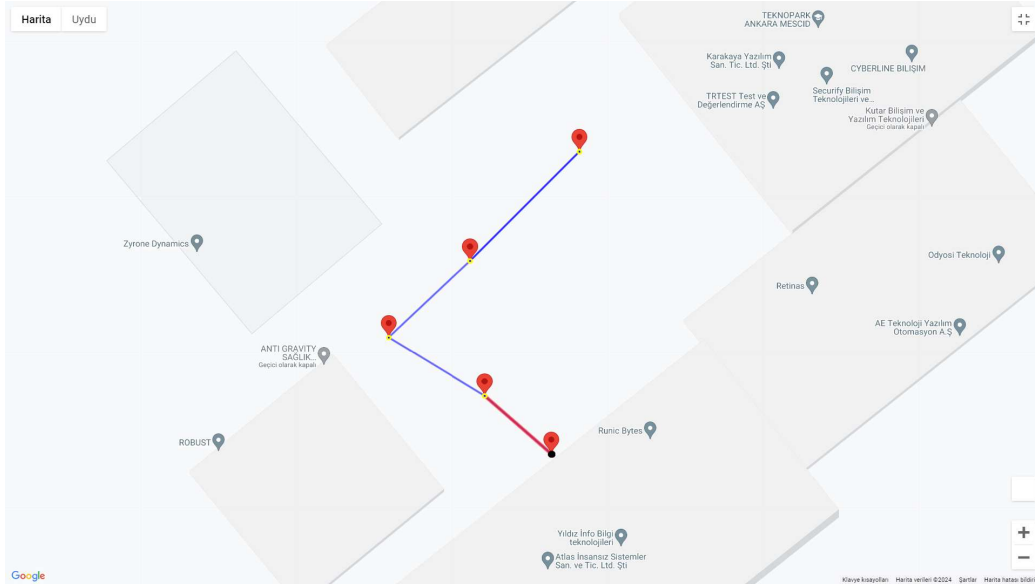 Harita
Uydu
TEKNOPARK
ANKARA MESCID
Karakaya Yazılım
San. Tic. Ltd. Şti
CYBERLINE BILIŞIM
TRTEST Test ve
Değerlendirme AŞ
Securify Bilişim
Teknolojileri ve...
Kutar Bilişim ve
Yazılım Teknolojileri
Geçici olarak kapalı
Zyrone Dynamics
Odyosi Teknoloji
Retinas
AE Teknoloji Yazılım
Otomasyon A.Ş
ANTI GRAVITY
SAĞLIK...
Geçici olarak kapalı
ROBUST
Runic Bytes
Yıldız İnfo Bilgi
teknolojileri
Atlas İnsansız Sistemler
San. ve Tic. Ltd. Şti
Google
Klavye kısayolları
Harita verileri ©2024
Şartlar
Harita hatası bildir